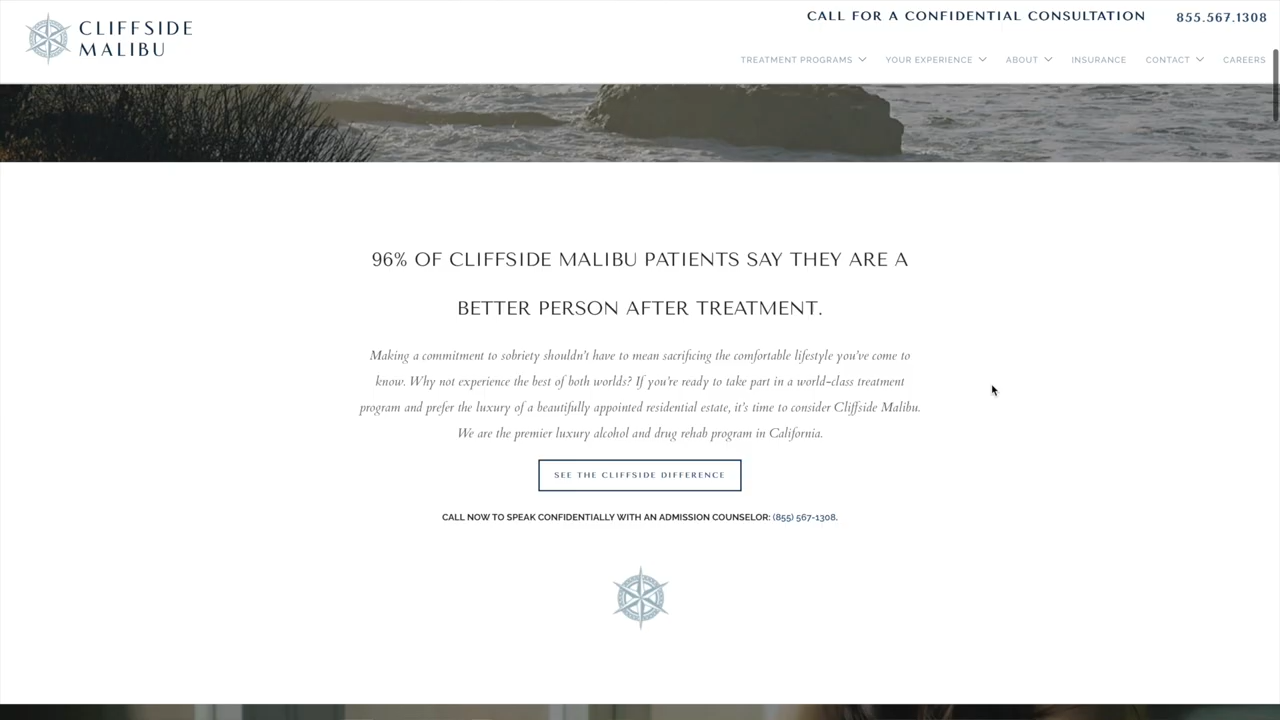 CLIFFSIDE
MALIBU
CALL FOR A CONFIDENTIAL CONSULTATION 855.567.1308
TREATMENT PROGRAMS YOUR EXPERIENCE ABOUT INSURANCE CONTACT CAREERS
96% OF CLIFFSIDE MALIBU PATIENTS SAY THEY ARE A
BETTER PERSON AFTER TREATMENT.
Making a commitment to sobriety shouldn't have to mean sacrificing the comfortable lifestyle you've come to
know. Why not experience the best of both worlds? If you're ready to take part in a world-class treatment
program and prefer the luxury of a beautifully appointed residential estate, it's time to consider Cliffside Malibu.
We are the premier luxury alcohol and drug rehab program in California.
SEE THE CLIFFSIDE DIFFERENCE
CALL NOW TO SPEAK CONFIDENTIALLY WITH AN ADMISSION COUNSELOR: (855) 567-1308.